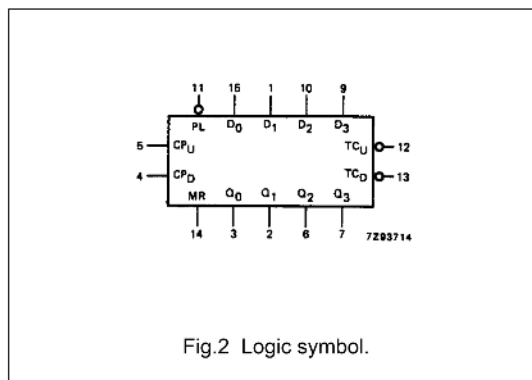 11 15 1 10 9
PL D0 D1 D2 D3
5 CPU TCU 12
4 CPD TCD 13
MR Q0 Q1 Q2 Q3
14 3 2 6 7 7Z93714
Fig.2 Logic symbol.